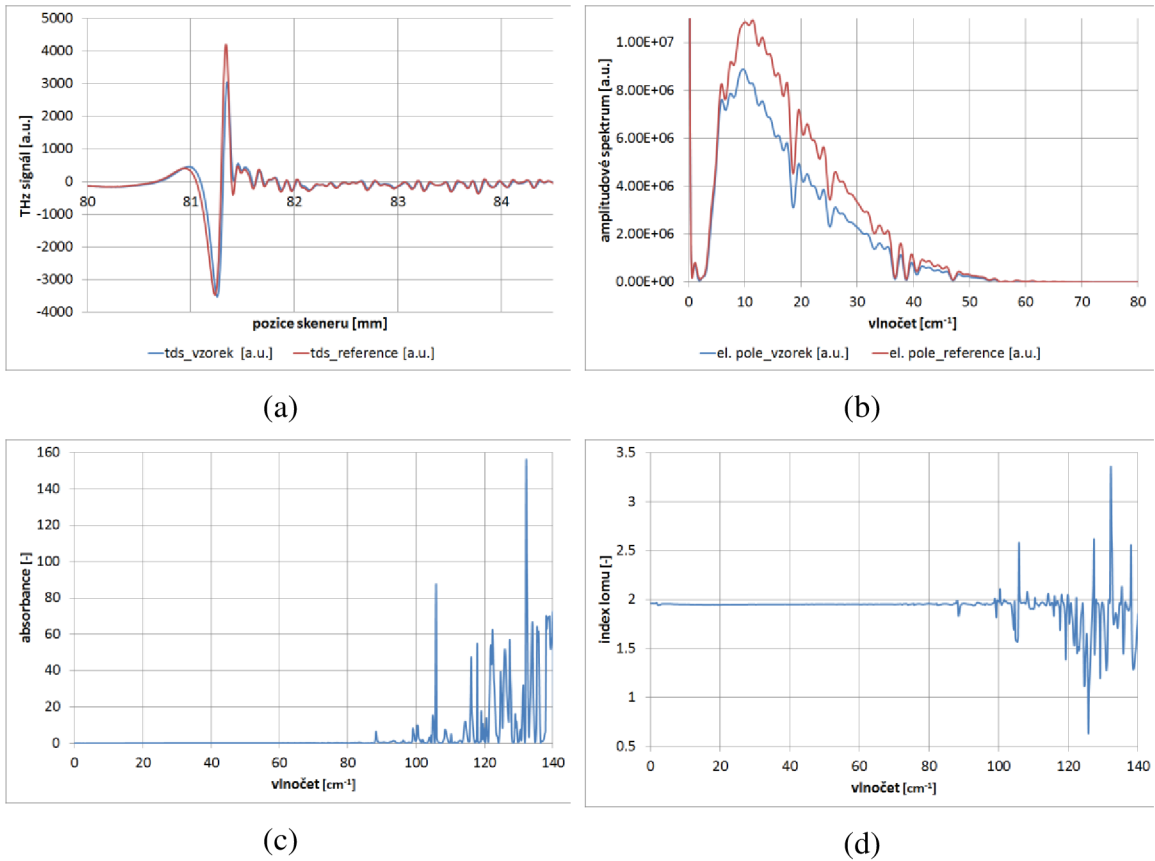 5000
4000
3000
2000
1000
0
-1000
-2000
-3000
-4000
THz signál [a.u.]
80
81
82
83
84
pozice skeneru [mm]
tds_vzorek [a.u.]
tds_reference [a.u.]
(a)
1.00E+07
8.00E+06
6.00E+06
4.00E+06
2.00E+06
0.00E+00
amplitudové spektrum [a.u.]
0
10
20
30
40
50
60
70
80
vlnočet [cm⁻¹]
el. pole_vzorek [a.u.]
el. pole_reference [a.u.]
(b)
160
140
120
100
80
60
40
20
0
absorbance [-]
0
20
40
60
80
100
120
140
vlnočet [cm⁻¹]
(c)
3.5
3
2.5
2
1.5
1
0.5
index lomu [-]
0
20
40
60
80
100
120
140
vlnočet [cm⁻¹]
(d)